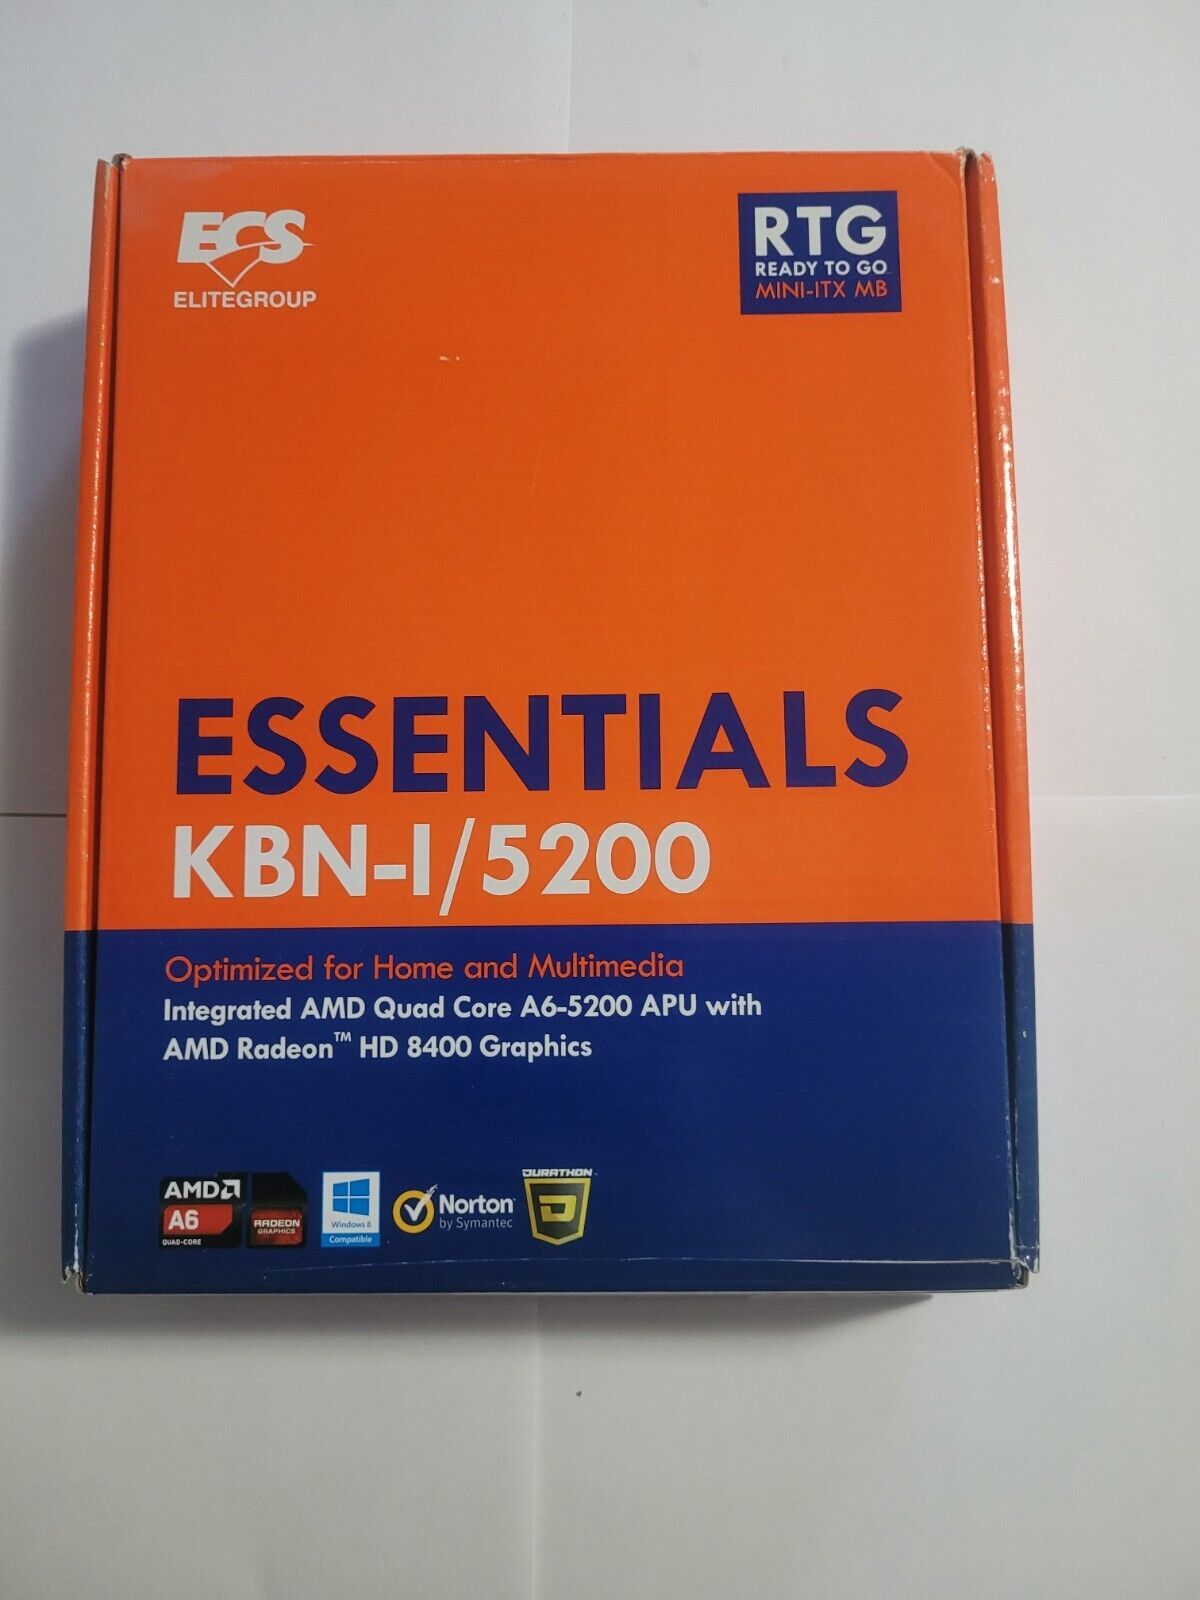 ECS
ELITEGROUP
RTG
READY TO GO
MINI-ITX MB
ESSENTIALS
KBN-I/5200
Optimized for Home and Multimedia
Integrated AMD Quad Core A6-5200 APU with
AMD Radeon™ HD 8400 Graphics
AMD
A6
QUAD-CORE
RADEON
GRAPHICS
Windows 8
Compatible
Norton
by Symantec
DURATHON
D